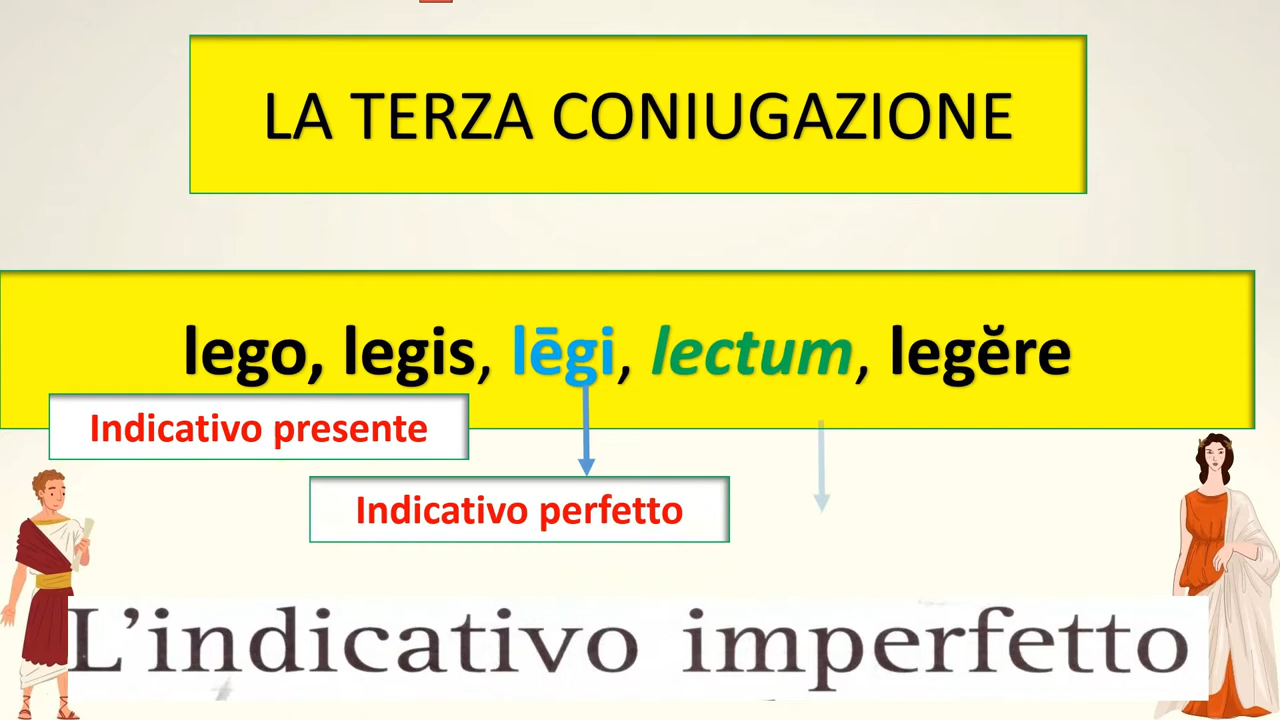 LA TERZA CONIUGAZIONE
lego, legis, lēgi, lectum, legĕre
Indicativo presente
Indicativo perfetto
L'indicativo imperfetto